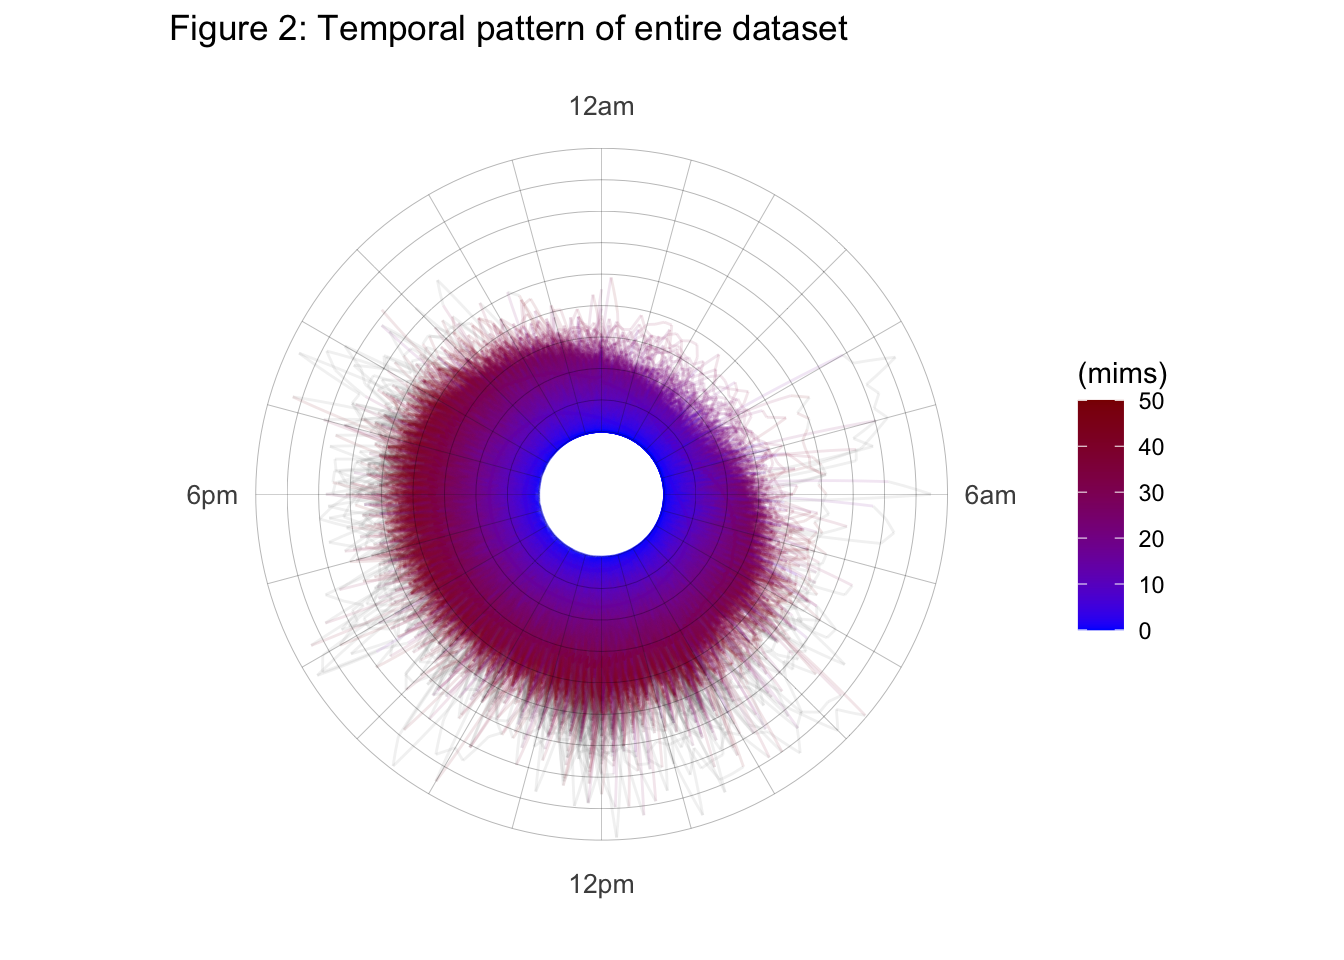 Figure 2: Temporal pattern of entire dataset
12am
6pm
6am
12pm
(mims)
50
40
30
20
10
0